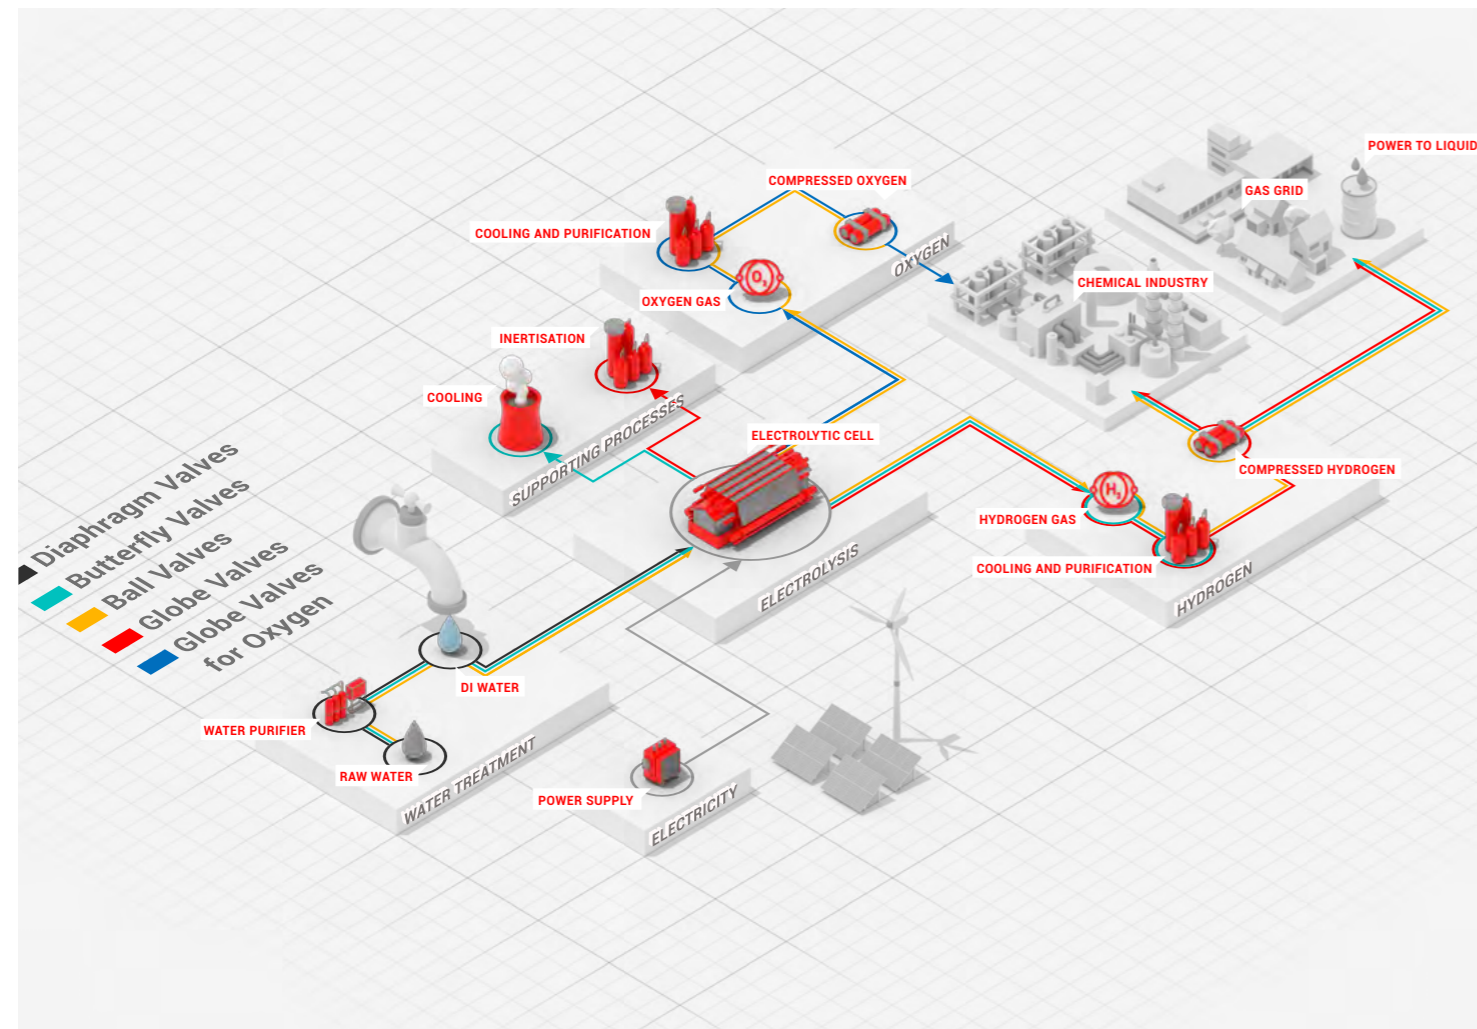 POWER TO LIQUID
GAS GRID
COMPRESSED OXYGEN
COOLING AND PURIFICATION
OXYGEN
CHEMICAL INDUSTRY
O₂
OXYGEN GAS
INERTISATION
COOLING
SUPPORTING PROCESSES
ELECTROLYTIC CELL
COMPRESSED HYDROGEN
H₂
HYDROGEN GAS
COOLING AND PURIFICATION
HYDROGEN
ELECTROLYSIS
Diaphragm Valves
Butterfly Valves
Ball Valves
Globe Valves
Globe Valves
for Oxygen
DI WATER
WATER PURIFIER
RAW WATER
WATER TREATMENT
POWER SUPPLY
ELECTRICITY